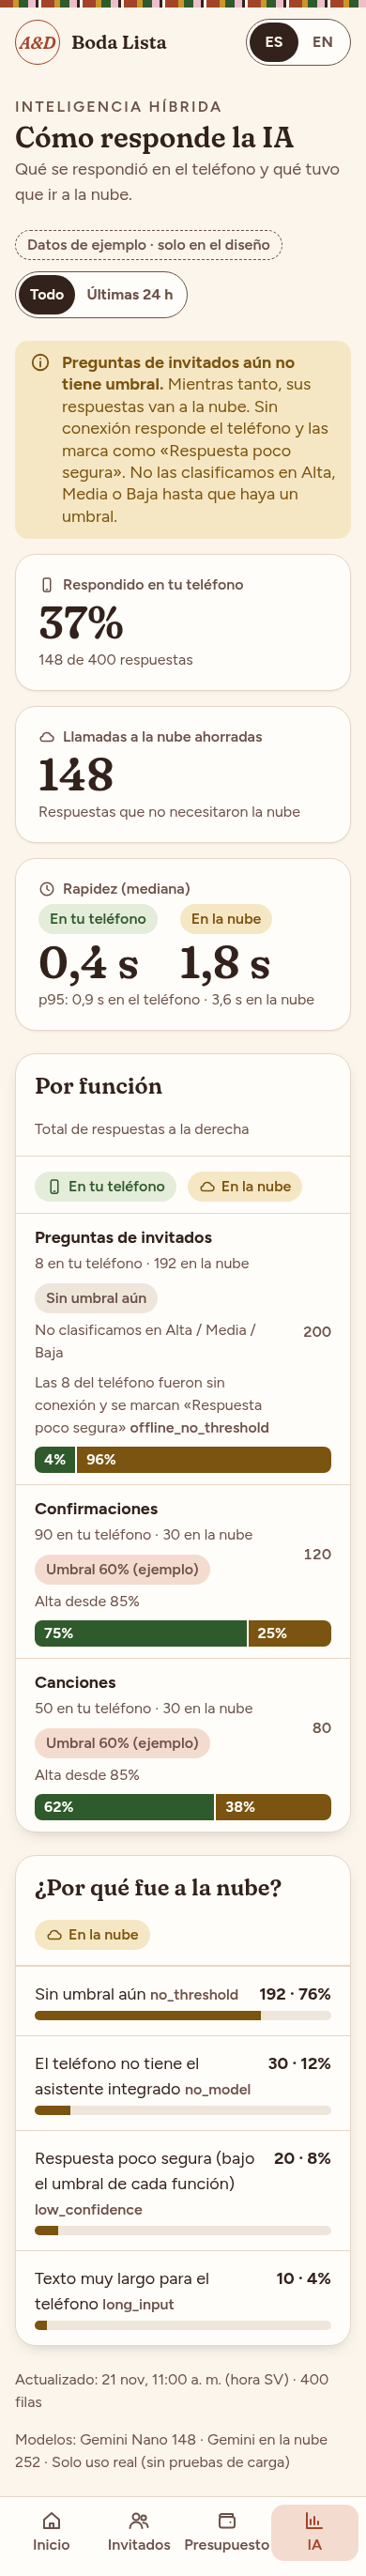 A&D Boda Lista ES EN
INTELIGENCIA HÍBRIDA
Cómo responde la IA
Qué se respondió en el teléfono y qué tuvo
que ir a la nube.
Datos de ejemplo · solo en el diseño
Todo Últimas 24 h
Preguntas de invitados aún no
tiene umbral. Mientras tanto, sus
respuestas van a la nube. Sin
conexión responde el teléfono y las
marca como «Respuesta poco
segura». No las clasificamos en Alta,
Media o Baja hasta que haya un
umbral.
Respondido en tu teléfono
37%
148 de 400 respuestas
Llamadas a la nube ahorradas
148
Respuestas que no necesitaron la nube
Rapidez (mediana)
En tu teléfono En la nube
0,4 s 1,8 s
p95: 0,9 s en el teléfono · 3,6 s en la nube
Por función
Total de respuestas a la derecha
En tu teléfono En la nube
Preguntas de invitados
8 en tu teléfono · 192 en la nube
Sin umbral aún
No clasificamos en Alta / Media /
Baja
200
Las 8 del teléfono fueron sin
conexión y se marcan «Respuesta
poco segura» offline_no_threshold
4% 96%
Confirmaciones
90 en tu teléfono · 30 en la nube
120
Umbral 60% (ejemplo)
Alta desde 85%
75% 25%
Canciones
50 en tu teléfono · 30 en la nube
80
Umbral 60% (ejemplo)
Alta desde 85%
62% 38%
¿Por qué fue a la nube?
En la nube
Sin umbral aún no_threshold 192 · 76%
El teléfono no tiene el 30 · 12%
asistente integrado no_model
Respuesta poco segura (bajo 20 · 8%
el umbral de cada función)
low_confidence
Texto muy largo para el 10 · 4%
teléfono long_input
Actualizado: 21 nov, 11:00 a. m. (hora SV) · 400
filas
Modelos: Gemini Nano 148 · Gemini en la nube
252 · Solo uso real (sin pruebas de carga)
Inicio Invitados Presupuesto IA